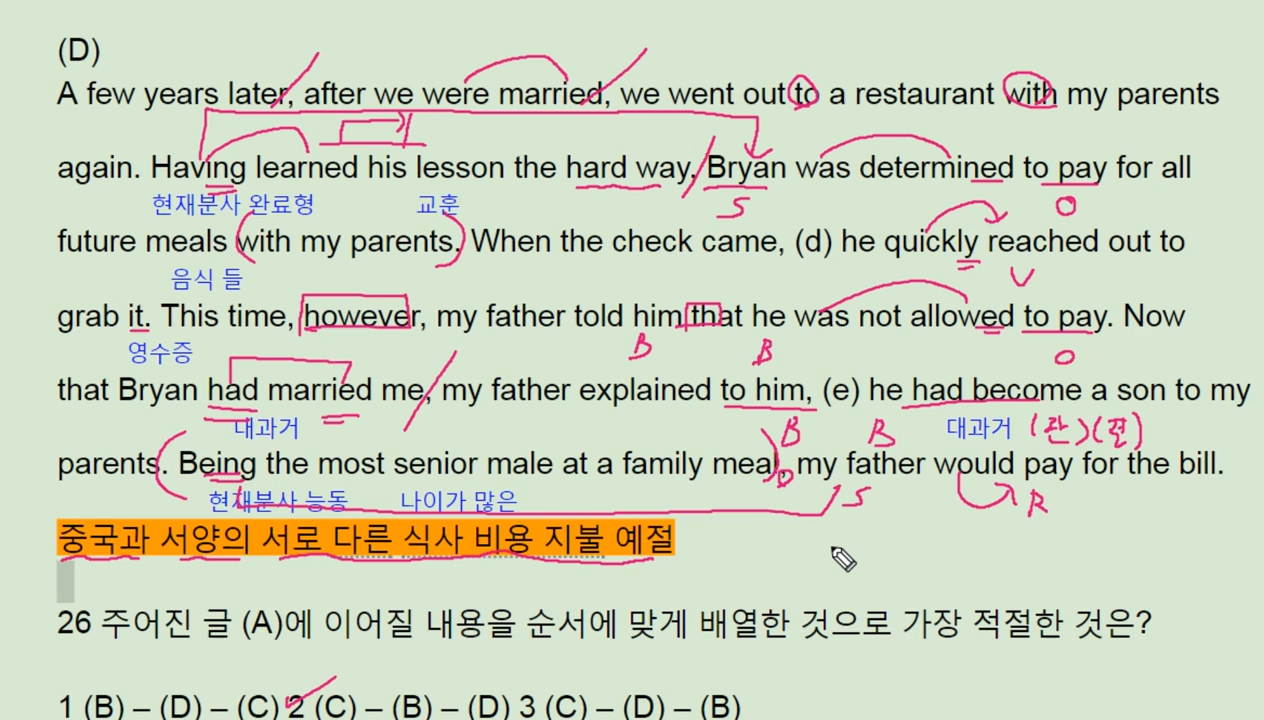 (D)
A few years later, after we were married, we went out to a restaurant with my parents
again. Having learned his lesson the hard way, Bryan was determined to pay for all
현재분사 완료형 교훈 S O
future meals with my parents. When the check came, (d) he quickly reached out to
음식 들 V
grab it. This time, however, my father told him that he was not allowed to pay. Now
영수증 B B O
that Bryan had married me, my father explained to him, (e) he had become a son to my
대과거 B B 대과거 (관)(전)
parents. Being the most senior male at a family meal, my father would pay for the bill.
현재분사 능동 나이가 많은 S R
중국과 서양의 서로 다른 식사 비용 지불 예절
26 주어진 글 (A)에 이어질 내용을 순서에 맞게 배열한 것으로 가장 적절한 것은?
1 (B) – (D) – (C) 2 (C) – (B) – (D) 3 (C) – (D) – (B)